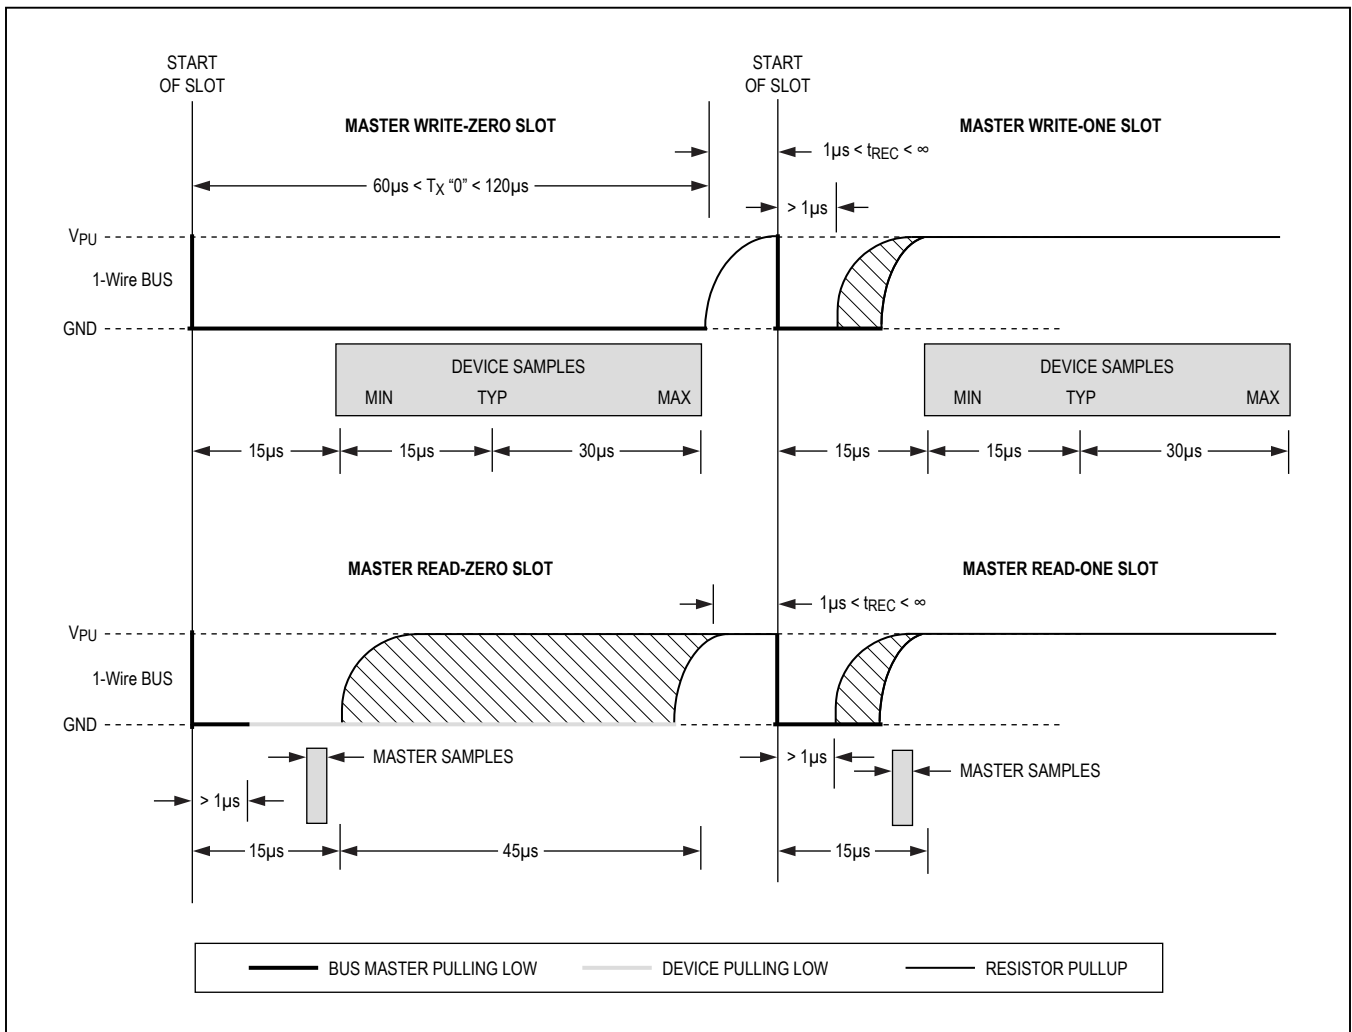 START
OF SLOT
START
OF SLOT
MASTER WRITE-ZERO SLOT
MASTER WRITE-ONE SLOT
1µs < tREC < ∞
60µs < TX “0” < 120µs
> 1µs
VPU
1-Wire BUS
GND
DEVICE SAMPLES
MIN TYP MAX
DEVICE SAMPLES
MIN TYP MAX
15µs 15µs 30µs
15µs 15µs 30µs
MASTER READ-ZERO SLOT
MASTER READ-ONE SLOT
1µs < tREC < ∞
VPU
1-Wire BUS
GND
MASTER SAMPLES
> 1µs
> 1µs
MASTER SAMPLES
15µs 45µs
15µs
BUS MASTER PULLING LOW DEVICE PULLING LOW RESISTOR PULLUP